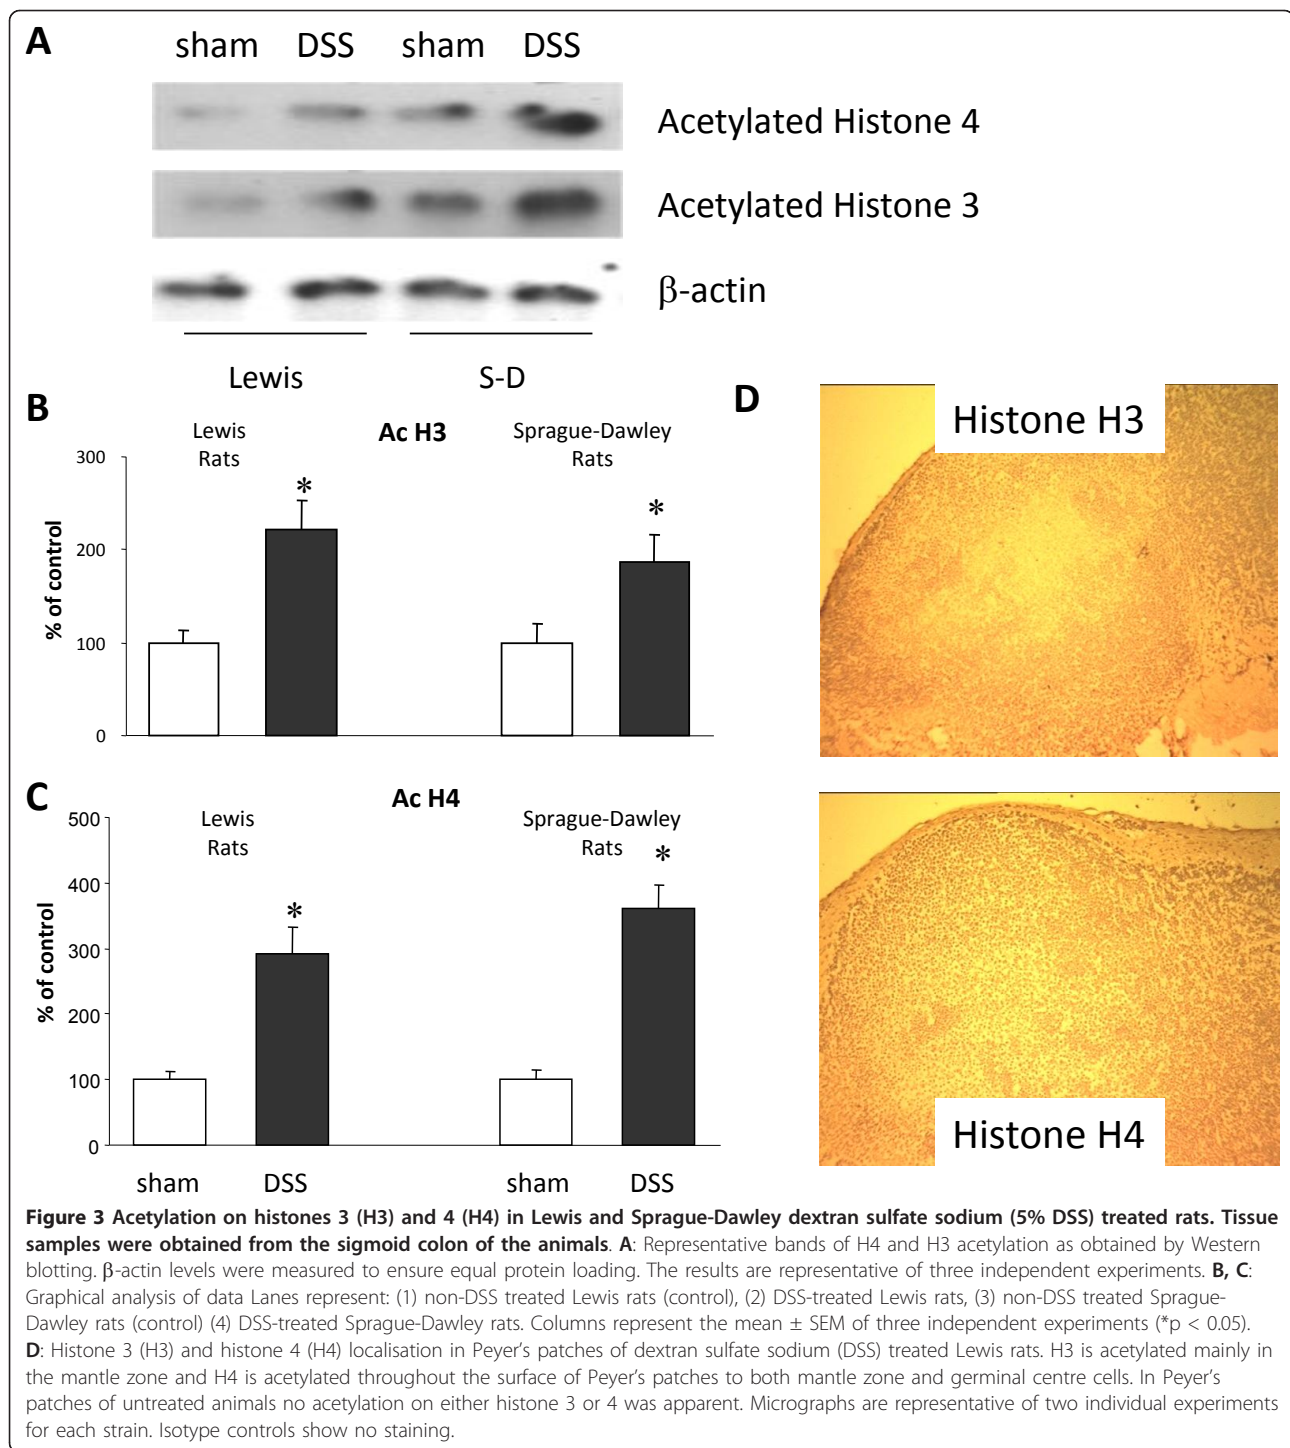 A
sham DSS sham DSS
Acetylated Histone 4
Acetylated Histone 3
β-actin
Lewis S-D
B
Lewis
Rats
Ac H3
Sprague-Dawley
Rats
% of control
300
200
100
0
*
*
C
Lewis
Rats
Ac H4
Sprague-Dawley
Rats
% of control
500
400
300
200
100
0
*
*
sham DSS sham DSS
D
Histone H3
Histone H4
Figure 3 Acetylation on histones 3 (H3) and 4 (H4) in Lewis and Sprague-Dawley dextran sulfate sodium (5% DSS) treated rats. Tissue
samples were obtained from the sigmoid colon of the animals. A: Representative bands of H4 and H3 acetylation as obtained by Western
blotting. β-actin levels were measured to ensure equal protein loading. The results are representative of three independent experiments. B, C:
Graphical analysis of data Lanes represent: (1) non-DSS treated Lewis rats (control), (2) DSS-treated Lewis rats, (3) non-DSS treated Sprague-
Dawley rats (control) (4) DSS-treated Sprague-Dawley rats. Columns represent the mean ± SEM of three independent experiments (*p < 0.05).
D: Histone 3 (H3) and histone 4 (H4) localisation in Peyer's patches of dextran sulfate sodium (DSS) treated Lewis rats. H3 is acetylated mainly in
the mantle zone and H4 is acetylated throughout the surface of Peyer's patches to both mantle zone and germinal centre cells. In Peyer's
patches of untreated animals no acetylation on either histone 3 or 4 was apparent. Micrographs are representative of two individual experiments
for each strain. Isotype controls show no staining.